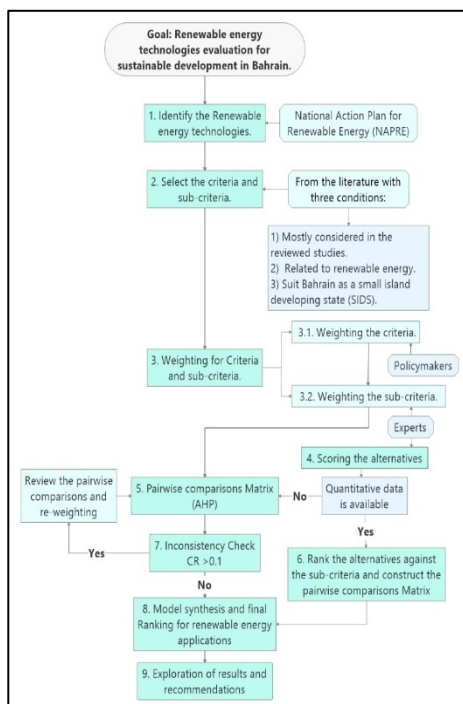 Goal: Renewable energy
technologies evaluation for
sustainable development in Bahrain.
1. Identify the Renewable
energy technologies.
National Action Plan for
Renewable Energy (NAPRE)
2. Select the criteria and
sub-criteria.
From the literature with
three conditions:
1) Mostly considered in the
reviewed studies.
2) Related to renewable energy.
3) Suit Bahrain as a small island
developing state (SIDS).
3. Weighting for Criteria
and sub-criteria.
3.1. Weighting the criteria.
Policymakers
3.2. Weighting the sub-criteria.
Experts
4. Scoring the alternatives
Review the pairwise
comparisons and
re-weighting
5. Pairwise comparisons Matrix
(AHP)
No
Quantitative data
is available
Yes
Yes
7. Inconsistency Check
CR >0.1
No
6. Rank the alternatives against
the sub-criteria and construct the
pairwise comparisons Matrix
8. Model synthesis and final
Ranking for renewable energy
applications
9. Exploration of results and
recommendations